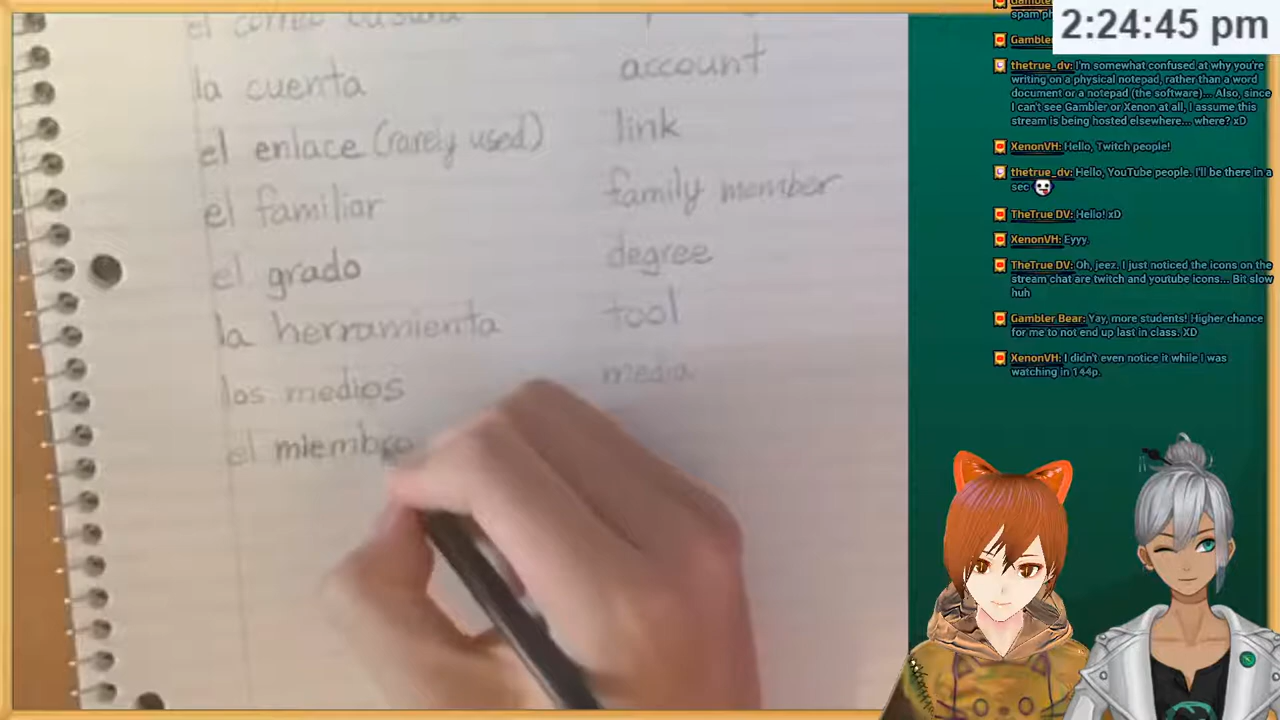 el correo
la cuenta account
el enlace (rarely used) link
el familiar family member
el grado degree
la herramienta tool
los medios media
el miembro
2:24:45 pm
spam
thetrue_dv: I'm somewhat confused at why you're
writing on a physical notepad, rather than a word
document or a notepad (the software)... Also, since
I can't see Gambler or Xenon at all, I assume this
stream is being hosted elsewhere... where? xD
XenonVH: Hello, Twitch people!
thetrue_dv: Hello, YouTube people. I'll be there in a
sec
TheTrue DV: Hello! xD
XenonVH: Eyyy.
TheTrue DV: Oh, jeez. I just noticed the icons on the
stream chat are twitch and youtube icons... Bit slow
huh
Gambler Bear: Yay, more students! Higher chance
for me to not end up last in class. XD
XenonVH: I didn't even notice it while I was
watching in 144p.